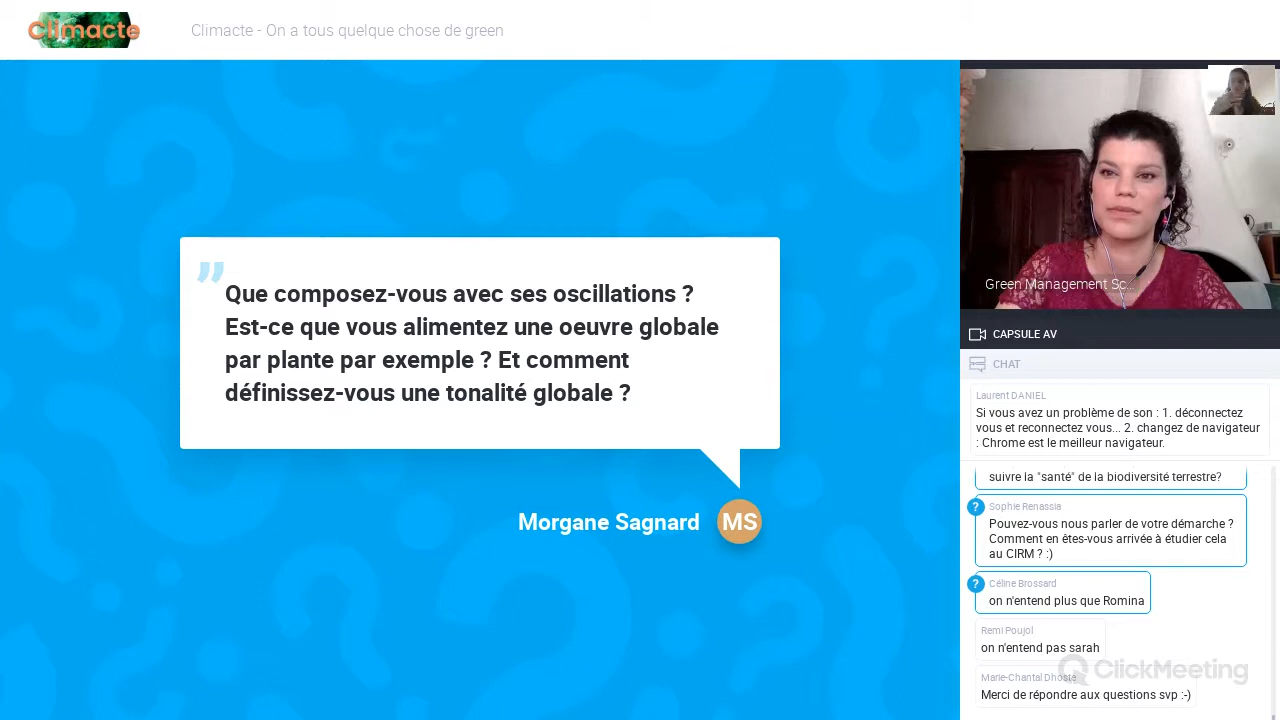 Climacte
Climacte - On a tous quelque chose de green
Que composez-vous avec ses oscillations ?
Est-ce que vous alimentez une oeuvre globale
par plante par exemple ? Et comment
définissez-vous une tonalité globale ?
Morgane Sagnard
MS
Green Management Sc...
CAPSULE AV
CHAT
Laurent DANIEL
Si vous avez un problème de son : 1. déconnectez
vous et reconnectez vous... 2. changez de navigateur
: Chrome est le meilleur navigateur.
suivre la "santé" de la biodiversité terrestre?
?
Sophie Renassia
Pouvez-vous nous parler de votre démarche ?
Comment en êtes-vous arrivée à étudier cela
au CIRM ? :)
?
Céline Brossard
on n'entend plus que Romina
Remi Poujol
on n'entend pas sarah
ClickMeeting
Marie-Chantal Dhoste
Merci de répondre aux questions svp :-)